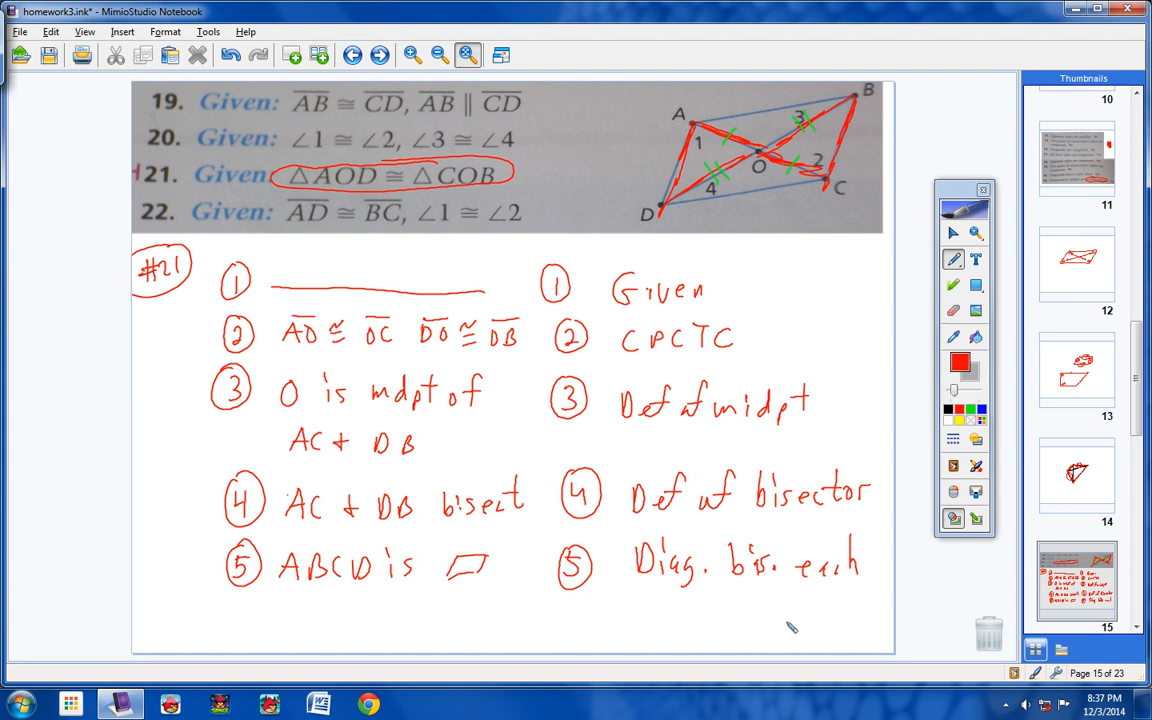 homework3.ink* - MimioStudio Notebook
File Edit View Insert Format Tools Help
19. Given: AB ≅ CD, AB ∥ CD
20. Given: ∠1 ≅ ∠2, ∠3 ≅ ∠4
21. Given: △AOD ≅ △COB
22. Given: AD ≅ BC, ∠1 ≅ ∠2
A
B
1
3
O
2
4
C
D
#21
① ① Given
② AO ≅ OC DO ≅ OB ② CPCTC
③ O is mdpt of ③ Def of midpt
AC + DB
④ AC + DB bisect ④ Def of bisector
⑤ ABCD is ▱ ⑤ Diag. bis. each
Thumbnails
10
11
12
13
14
15
Page 15 of 23
8:37 PM
12/3/2014